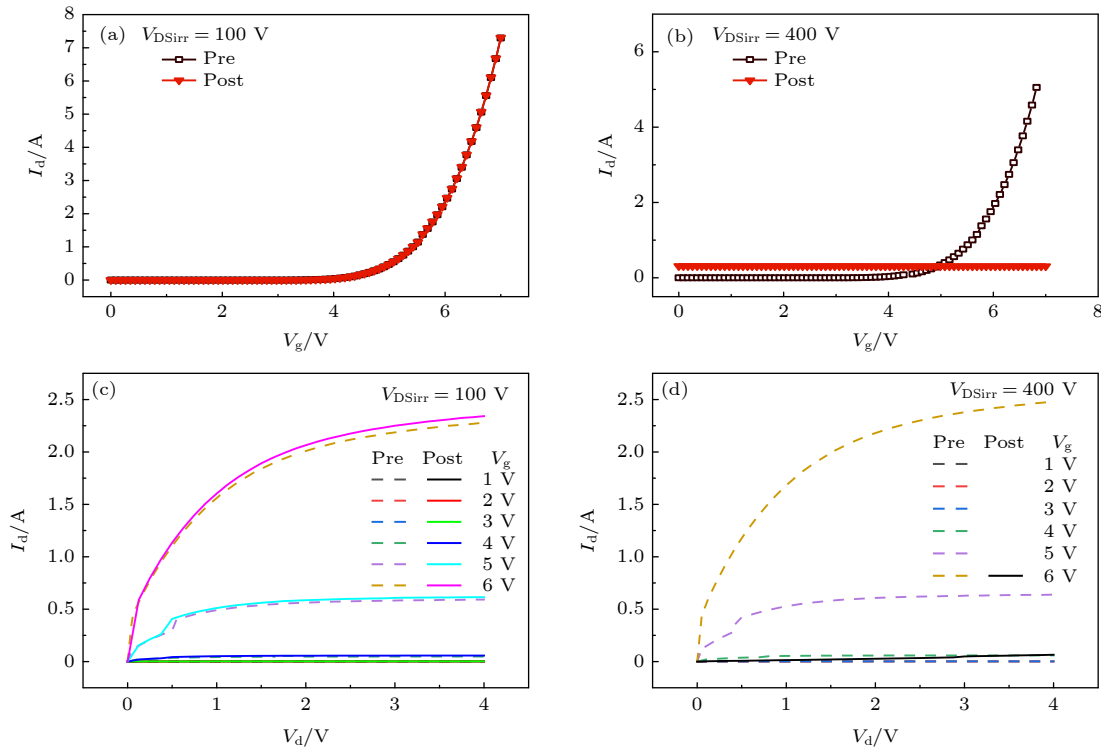 (a) V_DSirr = 100 V
Pre
Post
8
7
6
5
4
3
2
1
0
I_d/A
0 2 4 6
V_g/V
(b) V_DSirr = 400 V
Pre
Post
6
4
2
0
I_d/A
0 2 4 6 8
V_g/V
(c) V_DSirr = 100 V
Pre Post V_g
1 V
2 V
3 V
4 V
5 V
6 V
2.5
2.0
1.5
1.0
0.5
0
I_d/A
0 1 2 3 4
V_d/V
(d) V_DSirr = 400 V
Pre Post V_g
1 V
2 V
3 V
4 V
5 V
6 V
2.5
2.0
1.5
1.0
0.5
0
I_d/A
0 1 2 3 4
V_d/V